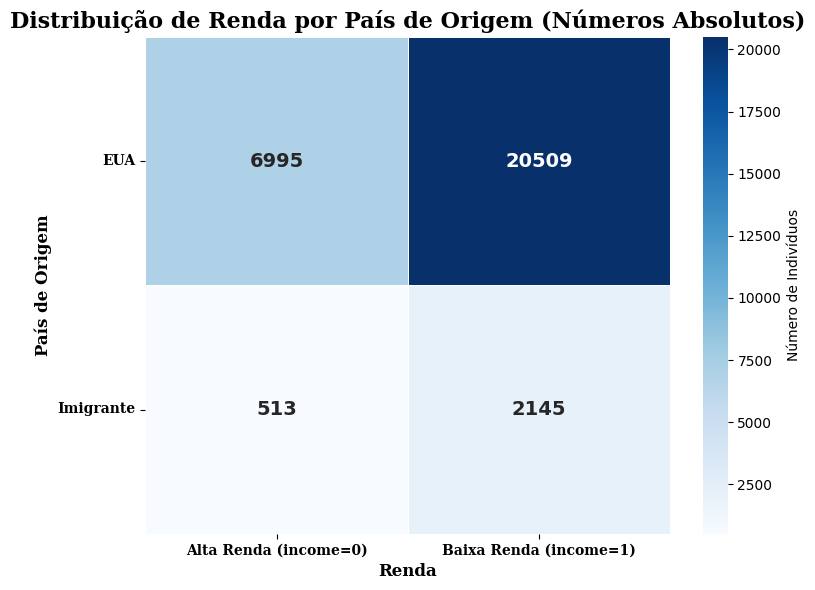 Distribuição de Renda por País de Origem (Números Absolutos)
País de Origem
EUA
Imigrante
6995
20509
513
2145
Alta Renda (income=0)
Baixa Renda (income=1)
Renda
20000
17500
15000
12500
10000
7500
5000
2500
Número de Indivíduos